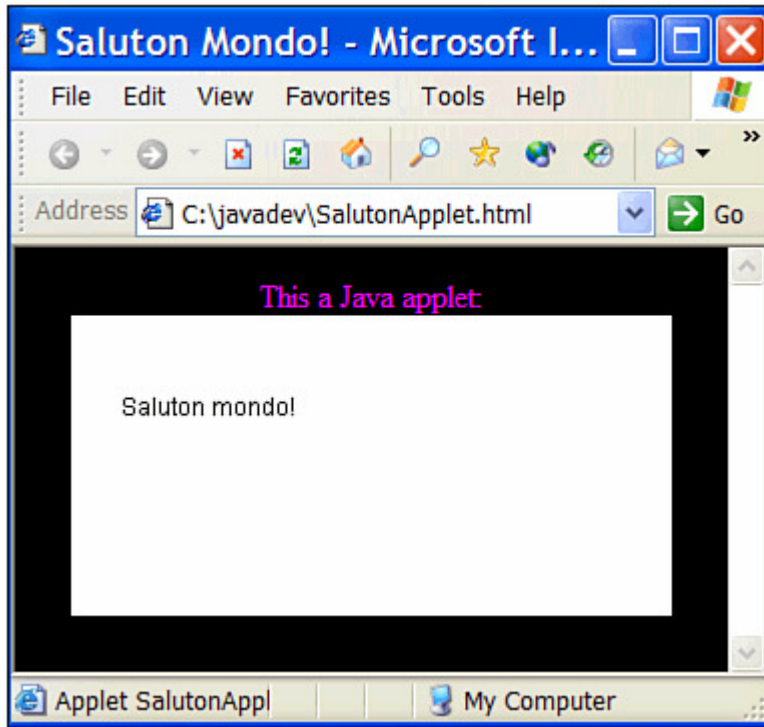 Saluton Mondo! - Microsoft I...
File Edit View Favorites Tools Help
Address C:\javadev\SalutonApplet.html Go
This a Java applet:
Saluton mondo!
Applet SalutonAppl My Computer